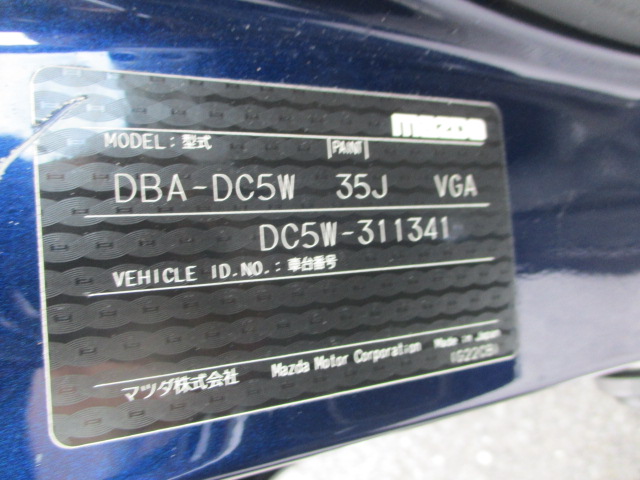 mazda
MODEL: 型式 PAINT
DBA-DC5W 35J VGA
DC5W-311341
VEHICLE ID.NO.: 車台番号
マツダ株式会社 Mazda Motor Corporation Made in Japan